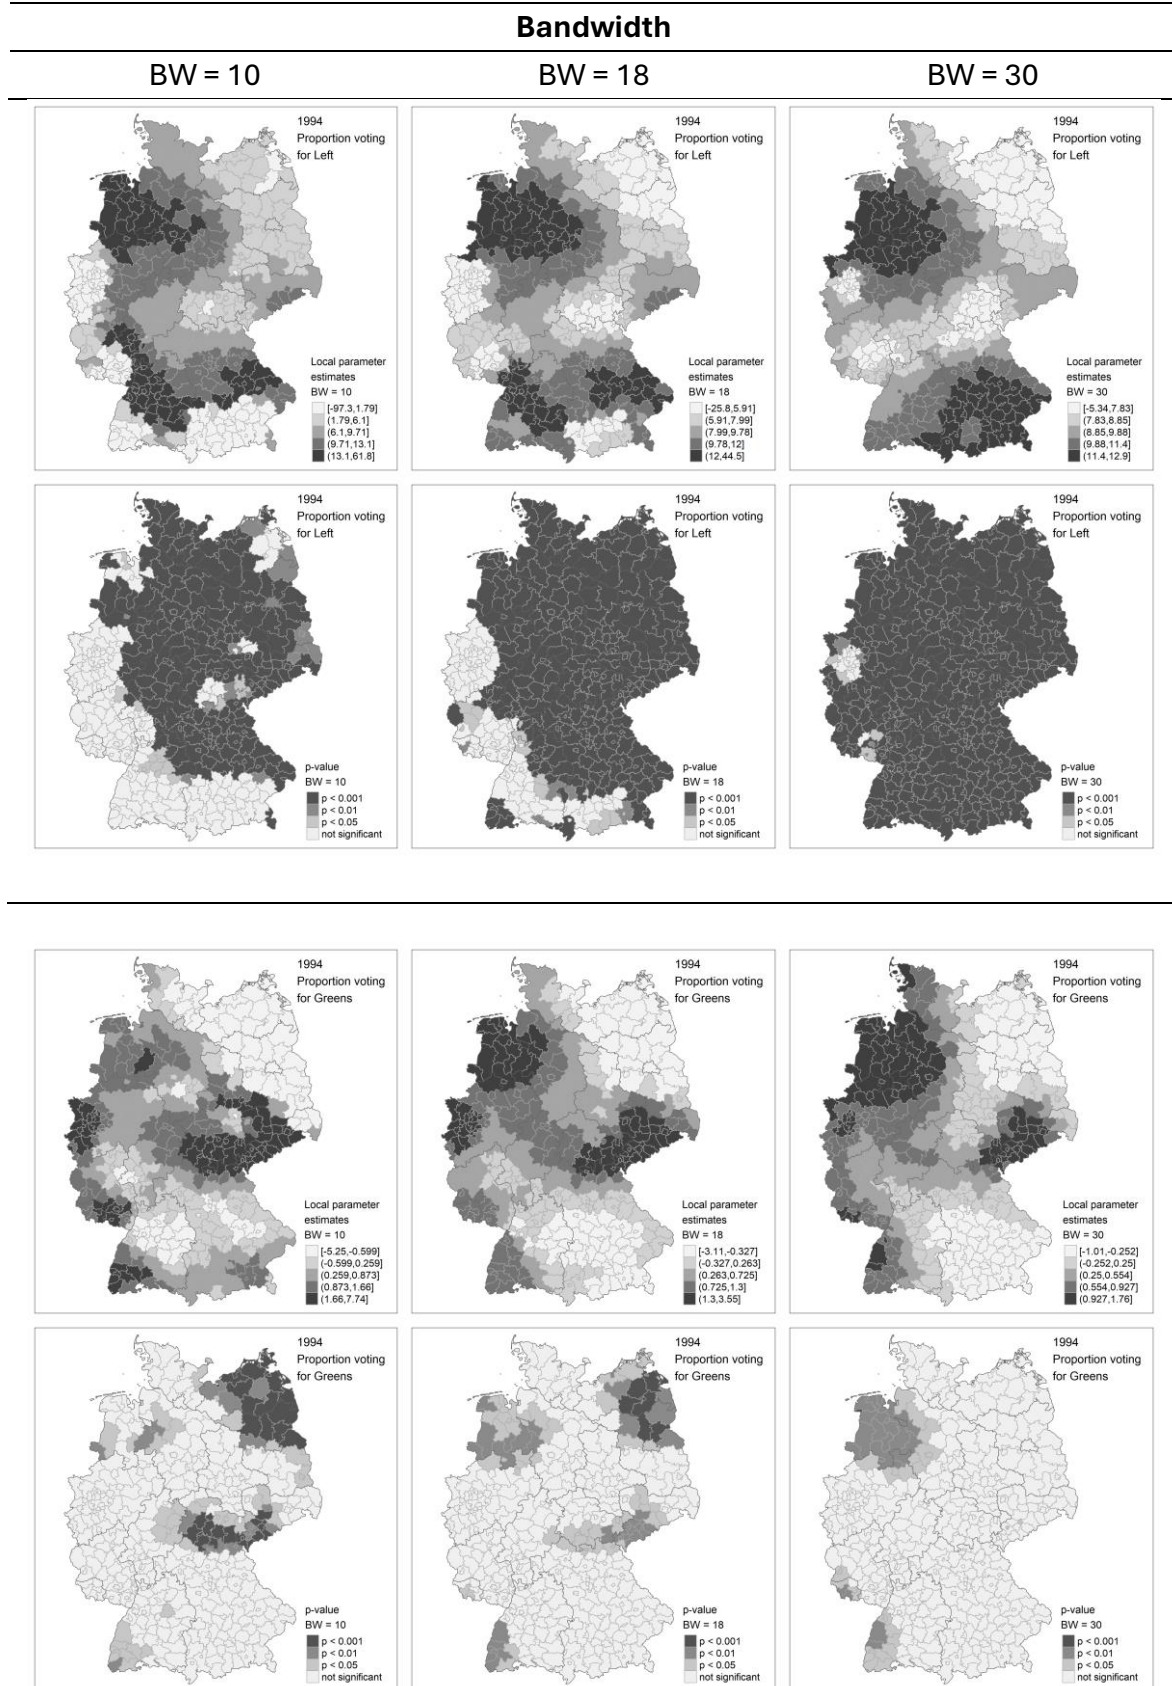 Bandwidth
BW = 10
BW = 18
BW = 30
1994
Proportion voting
for Left
Local parameter
estimates
BW = 10
[-97.3,1.79]
(1.79,6.1]
(6.1,9.71]
(9.71,13.1]
(13.1,61.8]
1994
Proportion voting
for Left
Local parameter
estimates
BW = 18
[-25.8,5.91]
(5.91,7.99]
(7.99,9.78]
(9.78,12]
(12,44.5]
1994
Proportion voting
for Left
Local parameter
estimates
BW = 30
[-5.34,7.83]
(7.83,8.85]
(8.85,9.88]
(9.88,11.4]
(11.4,12.9]
1994
Proportion voting
for Left
p-value
BW = 10
p < 0.001
p < 0.01
p < 0.05
not significant
1994
Proportion voting
for Left
p-value
BW = 18
p < 0.001
p < 0.01
p < 0.05
not significant
1994
Proportion voting
for Left
p-value
BW = 30
p < 0.001
p < 0.01
p < 0.05
not significant
1994
Proportion voting
for Greens
Local parameter
estimates
BW = 10
[-5.25,-0.599]
(-0.599,0.259]
(0.259,0.873]
(0.873,1.66]
(1.66,7.74]
1994
Proportion voting
for Greens
Local parameter
estimates
BW = 18
[-3.11,-0.327]
(-0.327,0.263]
(0.263,0.725]
(0.725,1.3]
(1.3,3.55]
1994
Proportion voting
for Greens
Local parameter
estimates
BW = 30
[-1.01,-0.252]
(-0.252,0.25]
(0.25,0.554]
(0.554,0.927]
(0.927,1.76]
1994
Proportion voting
for Greens
p-value
BW = 10
p < 0.001
p < 0.01
p < 0.05
not significant
1994
Proportion voting
for Greens
p-value
BW = 18
p < 0.001
p < 0.01
p < 0.05
not significant
1994
Proportion voting
for Greens
p-value
BW = 30
p < 0.001
p < 0.01
p < 0.05
not significant